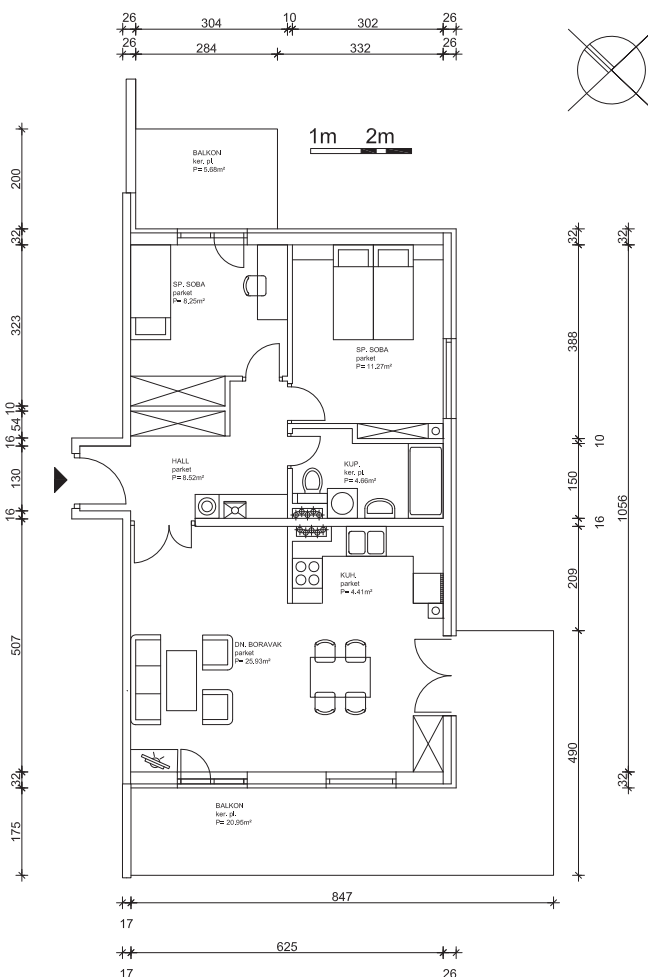 26 304 10 302 26
26 284 332 26
1m 2m
BALKON
ker. pl.
P= 5.68m²
200
32
323
10
54
16
130
16
507
32
175
SP. SOBA
parket
P= 8.25m²
SP. SOBA
parket
P= 11.27m²
HALL
parket
P= 8.52m²
KUP.
ker. pl.
P= 4.66m²
KUH.
parket
P= 4.41m²
DN. BORAVAK
parket
P= 25.93m²
BALKON
ker. pl.
P= 20.95m²
32
388
10
150
16
209
490
32
1056
32
847
17
625
17 26